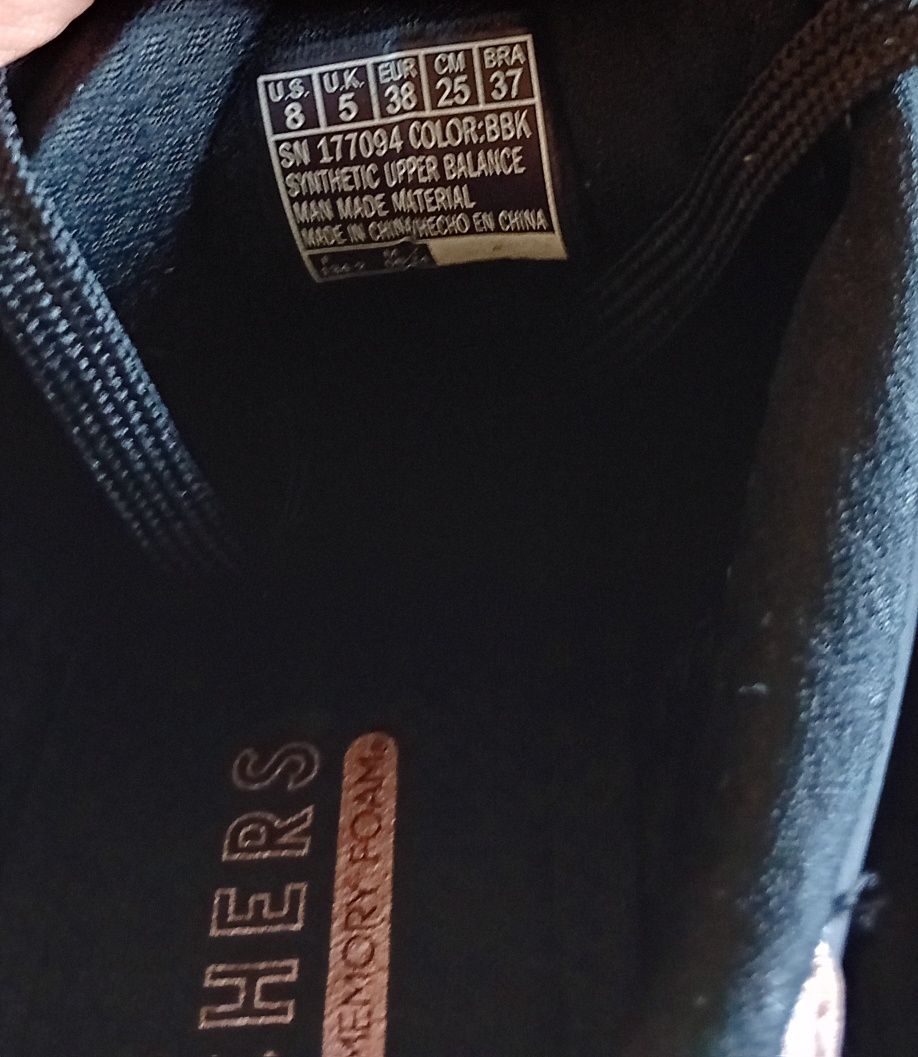 U.S. U.K. EUR CM BRA
8 5 38 25 37
SN 177094 COLOR:BBK
SYNTHETIC UPPER BALANCE
MAN MADE MATERIAL
MADE IN CHINA/HECHO EN CHINA
HERS
MEMORY FOAM